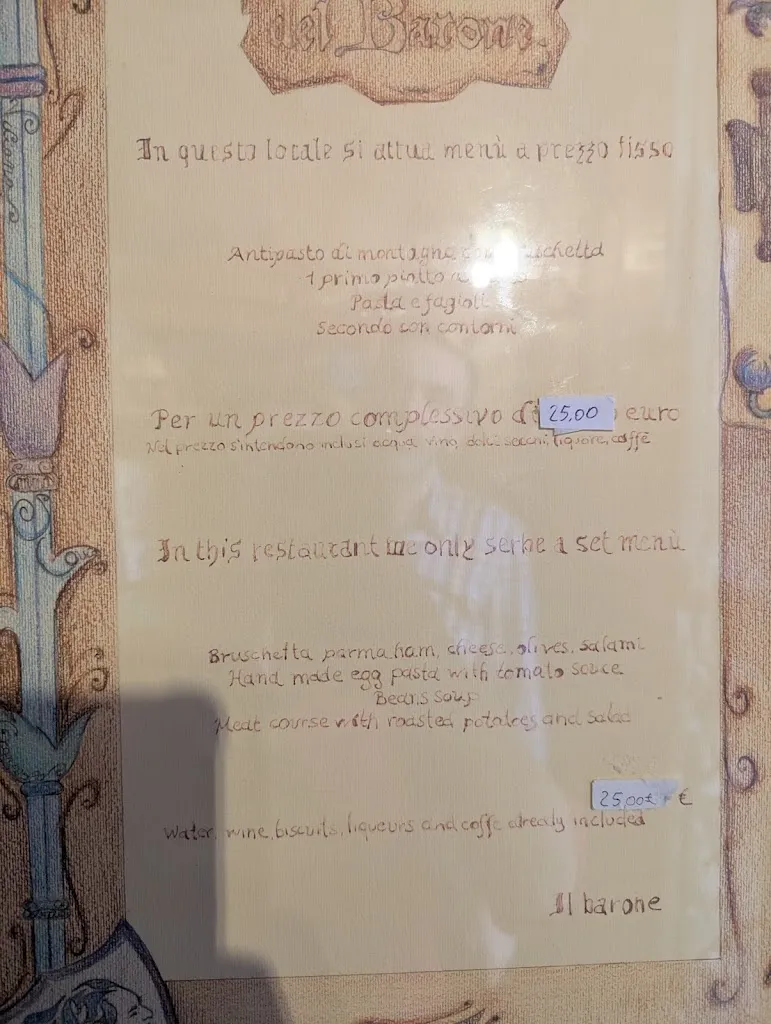 del Barone.
In questo locale si attua menù a prezzo fisso
Antipasto di montagna con
1 primo piatto
Pasta e fagioli
Secondo con contorni
Per un prezzo complessivo di 25,00 euro
Nel prezzo s'intendono inclusi acqua, vino, dolci secchi, liquore, caffè
In this restaurant we only serbe a set menù
Bruschetta parma ham, cheese, olives, salami
Hand made egg pasta with tomato souce
Beans soup
Meat course with roasted potatoes and salad
25,00€ €
Water, wine, biscuits, liqueurs and coffe already included
Il barone